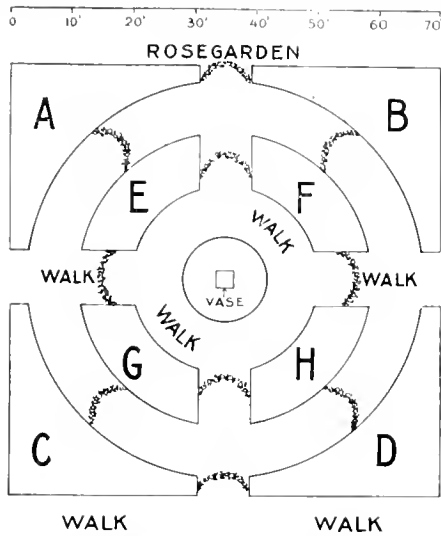 0 10' 20' 30' 40' 50' 60' 70'
ROSEGARDEN
A B
E F
WALK
WALK WALK
VASE
WALK
G H
C D
WALK WALK